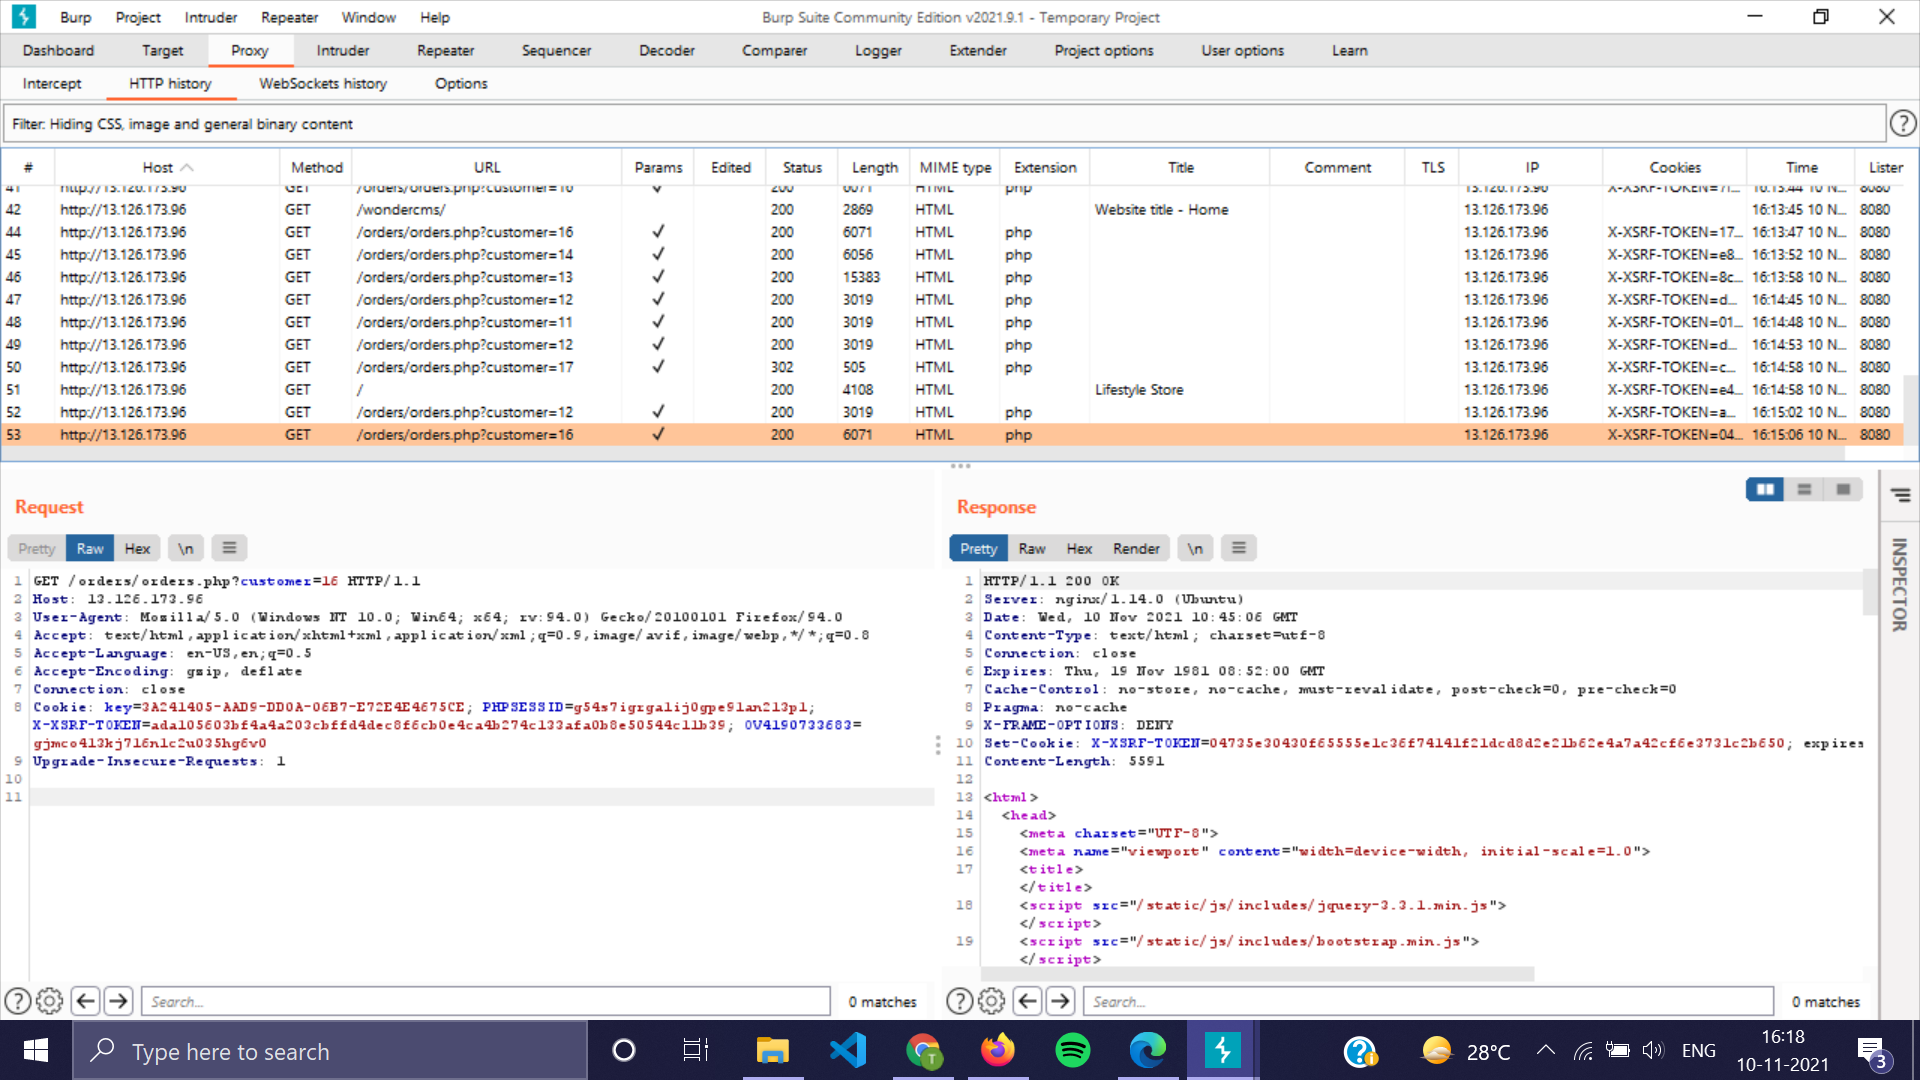 Burp Project Intruder Repeater Window Help Burp Suite Community Edition v2021.9.1 - Temporary Project
Dashboard Target Proxy Intruder Repeater Sequencer Decoder Comparer Logger Extender Project options User options Learn
Intercept HTTP history WebSockets history Options
Filter: Hiding CSS, image and general binary content
# Host Method URL Params Edited Status Length MIME type Extension Title Comment TLS IP Cookies Time Listen
41 http://13.126.173.96 GET /orders/orders.php?customer=16 ✓ 200 6071 HTML php 13.126.173.96 X-XSRF-TOKEN=7f... 16:13:44 10 N... 8080
42 http://13.126.173.96 GET /wondercms/ 200 2869 HTML Website title - Home 13.126.173.96 16:13:45 10 N... 8080
44 http://13.126.173.96 GET /orders/orders.php?customer=16 ✓ 200 6071 HTML php 13.126.173.96 X-XSRF-TOKEN=17... 16:13:47 10 N... 8080
45 http://13.126.173.96 GET /orders/orders.php?customer=14 ✓ 200 6056 HTML php 13.126.173.96 X-XSRF-TOKEN=e8... 16:13:52 10 N... 8080
46 http://13.126.173.96 GET /orders/orders.php?customer=13 ✓ 200 15383 HTML php 13.126.173.96 X-XSRF-TOKEN=8c... 16:13:58 10 N... 8080
47 http://13.126.173.96 GET /orders/orders.php?customer=12 ✓ 200 3019 HTML php 13.126.173.96 X-XSRF-TOKEN=d... 16:14:45 10 N... 8080
48 http://13.126.173.96 GET /orders/orders.php?customer=11 ✓ 200 3019 HTML php 13.126.173.96 X-XSRF-TOKEN=01... 16:14:48 10 N... 8080
49 http://13.126.173.96 GET /orders/orders.php?customer=12 ✓ 200 3019 HTML php 13.126.173.96 X-XSRF-TOKEN=d... 16:14:53 10 N... 8080
50 http://13.126.173.96 GET /orders/orders.php?customer=17 ✓ 302 505 HTML php 13.126.173.96 X-XSRF-TOKEN=c... 16:14:58 10 N... 8080
51 http://13.126.173.96 GET / 200 4108 HTML Lifestyle Store 13.126.173.96 X-XSRF-TOKEN=e4... 16:14:58 10 N... 8080
52 http://13.126.173.96 GET /orders/orders.php?customer=12 ✓ 200 3019 HTML php 13.126.173.96 X-XSRF-TOKEN=a... 16:15:02 10 N... 8080
53 http://13.126.173.96 GET /orders/orders.php?customer=16 ✓ 200 6071 HTML php 13.126.173.96 X-XSRF-TOKEN=04... 16:15:06 10 N... 8080
Request
Pretty Raw Hex \n
1 GET /orders/orders.php?customer=16 HTTP/1.1
2 Host: 13.126.173.96
3 User-Agent: Mozilla/5.0 (Windows NT 10.0; Win64; x64; rv:94.0) Gecko/20100101 Firefox/94.0
4 Accept: text/html,application/xhtml+xml,application/xml;q=0.9,image/avif,image/webp,*/*;q=0.8
5 Accept-Language: en-US,en;q=0.5
6 Accept-Encoding: gzip, deflate
7 Connection: close
8 Cookie: key=3A241405-AAD9-DD0A-06B7-E72E4E4675CE; PHPSESSID=g54s7igrga1ij0gpe91an213p1;
X-XSRF-TOKEN=ada105603bf4a4a203cbffd4dec8f6cb0e4ca4b274c133afa0b8e50544c11b39; 0V4190733683=
gjmco413kj716n1c2u035hg6v0
9 Upgrade-Insecure-Requests: 1
10
11
Response
Pretty Raw Hex Render \n
INSPECTOR
1 HTTP/1.1 200 OK
2 Server: nginx/1.14.0 (Ubuntu)
3 Date: Wed, 10 Nov 2021 10:45:06 GMT
4 Content-Type: text/html; charset=utf-8
5 Connection: close
6 Expires: Thu, 19 Nov 1981 08:52:00 GMT
7 Cache-Control: no-store, no-cache, must-revalidate, post-check=0, pre-check=0
8 Pragma: no-cache
9 X-FRAME-OPTIONS: DENY
10 Set-Cookie: X-XSRF-TOKEN=04735e30430f65555e1c36f74141f21dcd8d2e21b62e4a7a42cf6e3731c2b650; expires
11 Content-Length: 5591
12
13 <html>
14 <head>
15 <meta charset="UTF-8">
16 <meta name="viewport" content="width=device-width, initial-scale=1.0">
17 <title>
</title>
18 <script src="/static/js/includes/jquery-3.3.1.min.js">
</script>
19 <script src="/static/js/includes/bootstrap.min.js">
</script>
Search... 0 matches
Search... 0 matches
Type here to search
T
28°C
ENG
16:18
10-11-2021
3